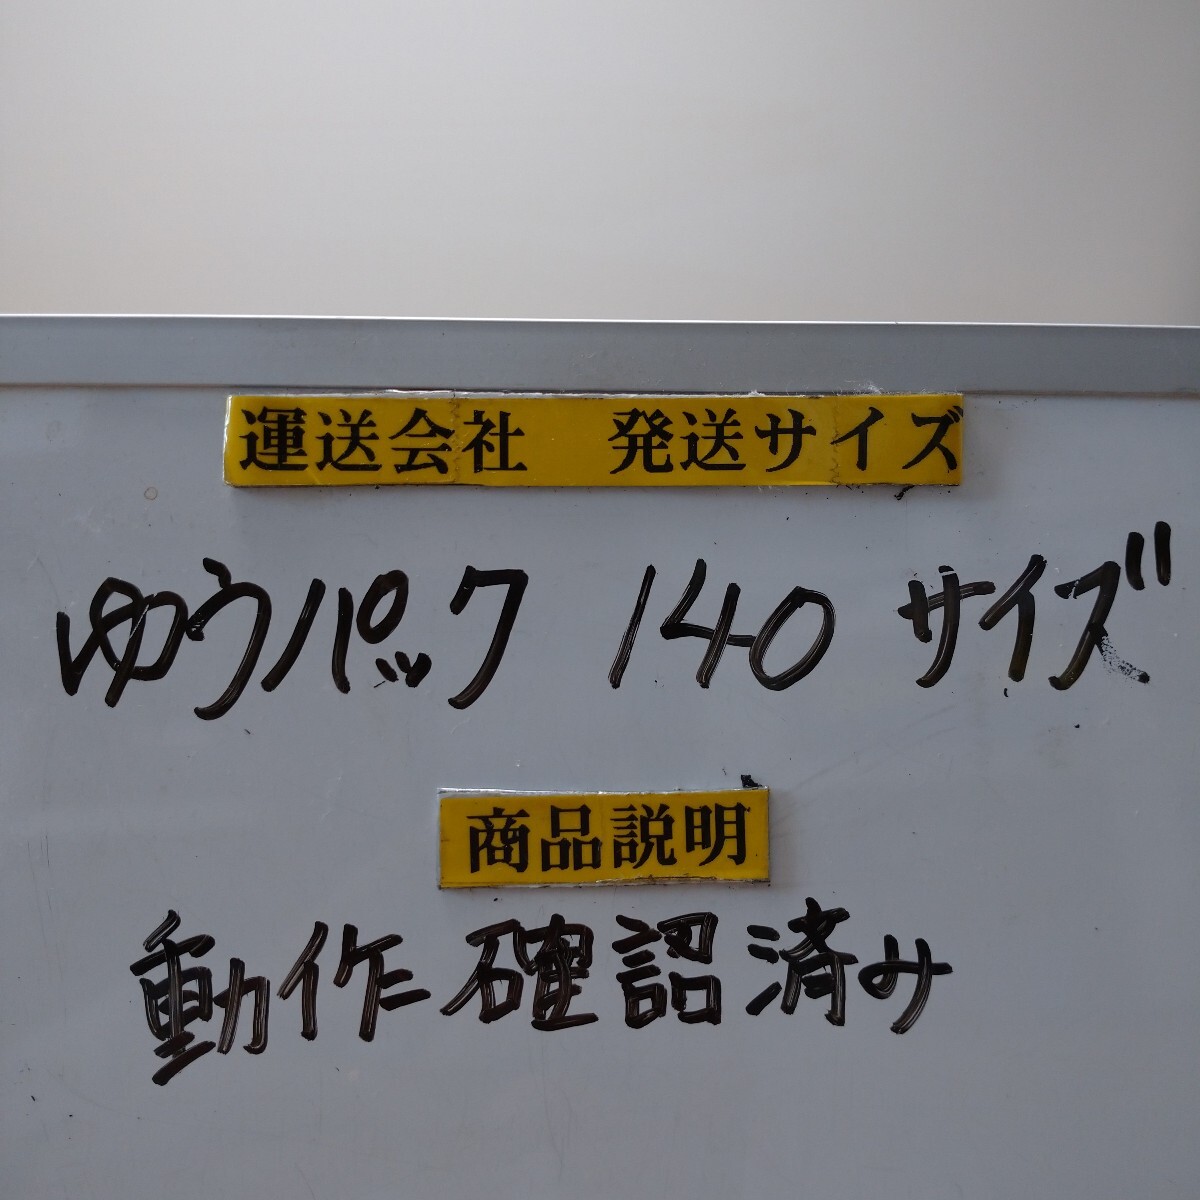 運送会社 発送サイズ
ゆうパック 140 サイズ
商品説明
動作確認済み